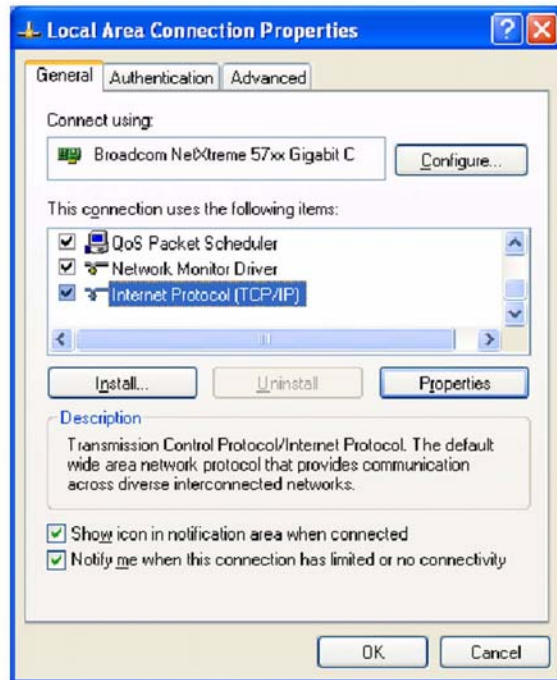 Local Area Connection Properties
General Authentication Advanced
Connect using:
Broadcom NetXtreme 57xx Gigabit C
Configure...
This connection uses the following items:
QoS Packet Scheduler
Network Monitor Driver
Internet Protocol (TCP/IP)
Install... Uninstall Properties
Description
Transmission Control Protocol/Internet Protocol. The default
wide area network protocol that provides communication
across diverse interconnected networks.
Show icon in notification area when connected
Notify me when this connection has limited or no connectivity
OK Cancel